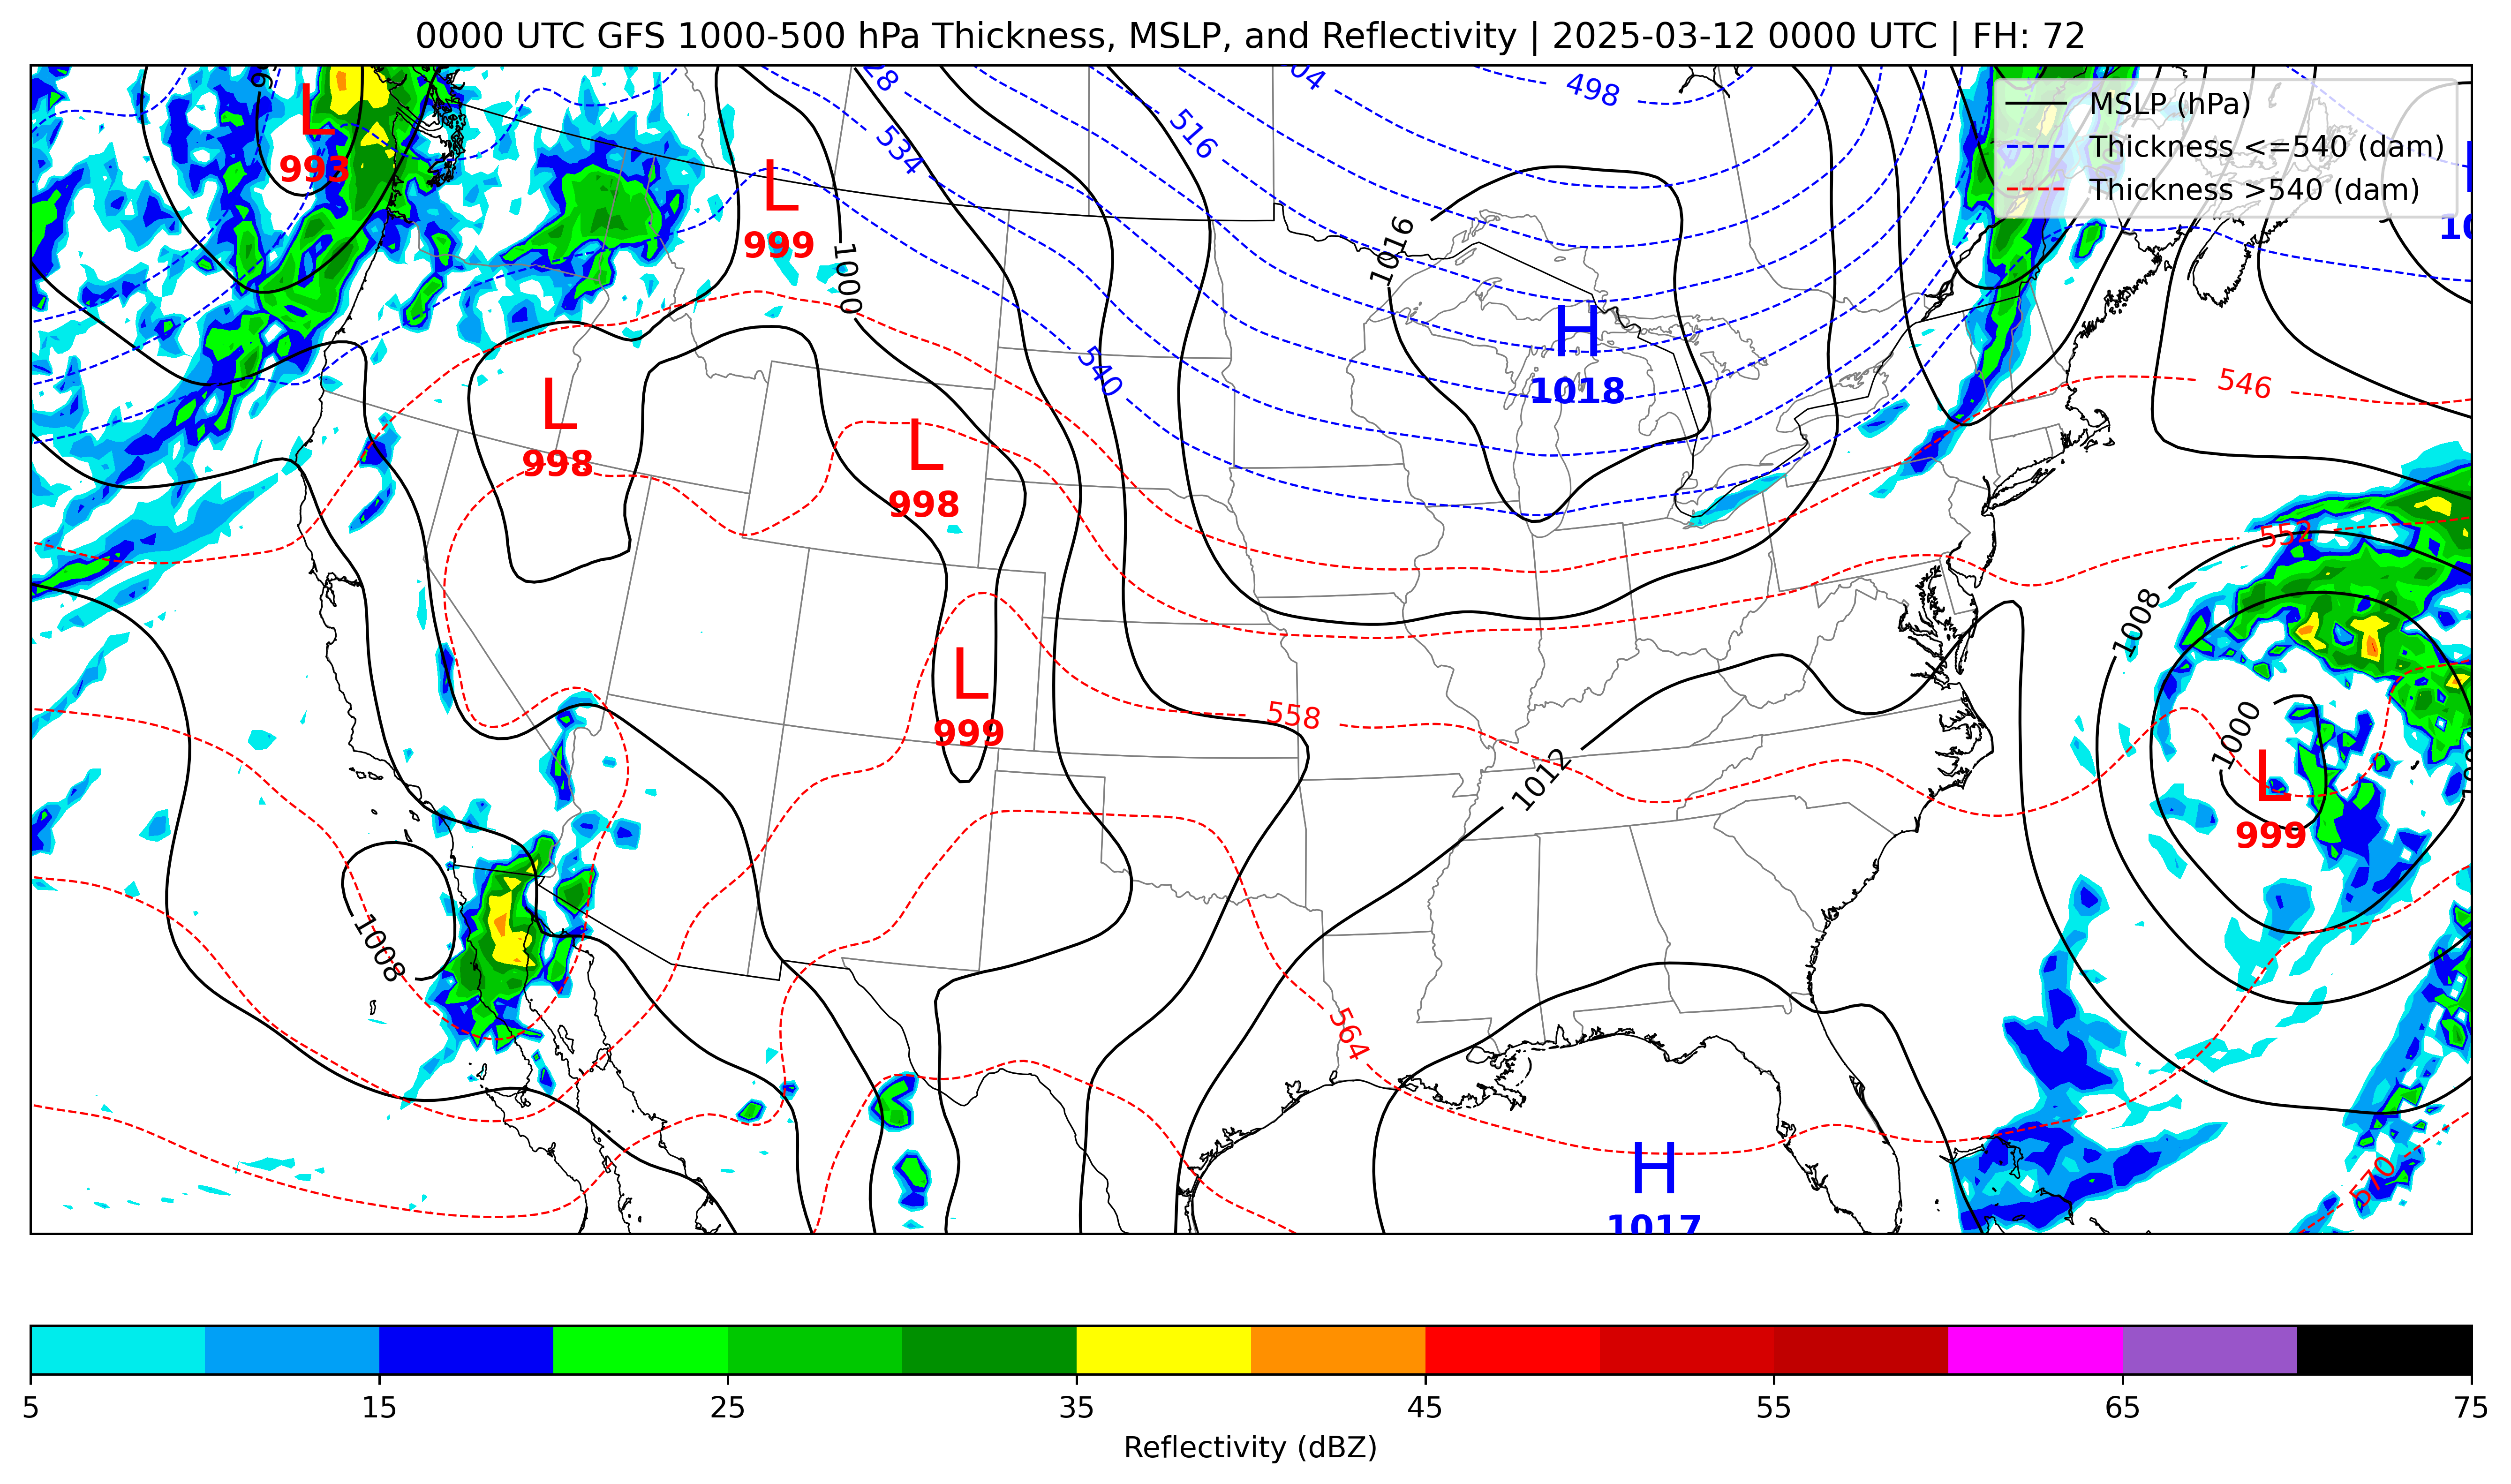 0000 UTC GFS 1000-500 hPa Thickness, MSLP, and Reflectivity | 2025-03-12 0000 UTC | FH: 72
MSLP (hPa)
Thickness <=540 (dam)
Thickness >540 (dam)
498
516
534
L
993
L
999
1000
1016
H
1018
540
546
L
998
L
998
552
1008
L
999
558
1000
L
999
1012
1008
564
H
1017
570
5
15
25
35
45
55
65
75
Reflectivity (dBZ)